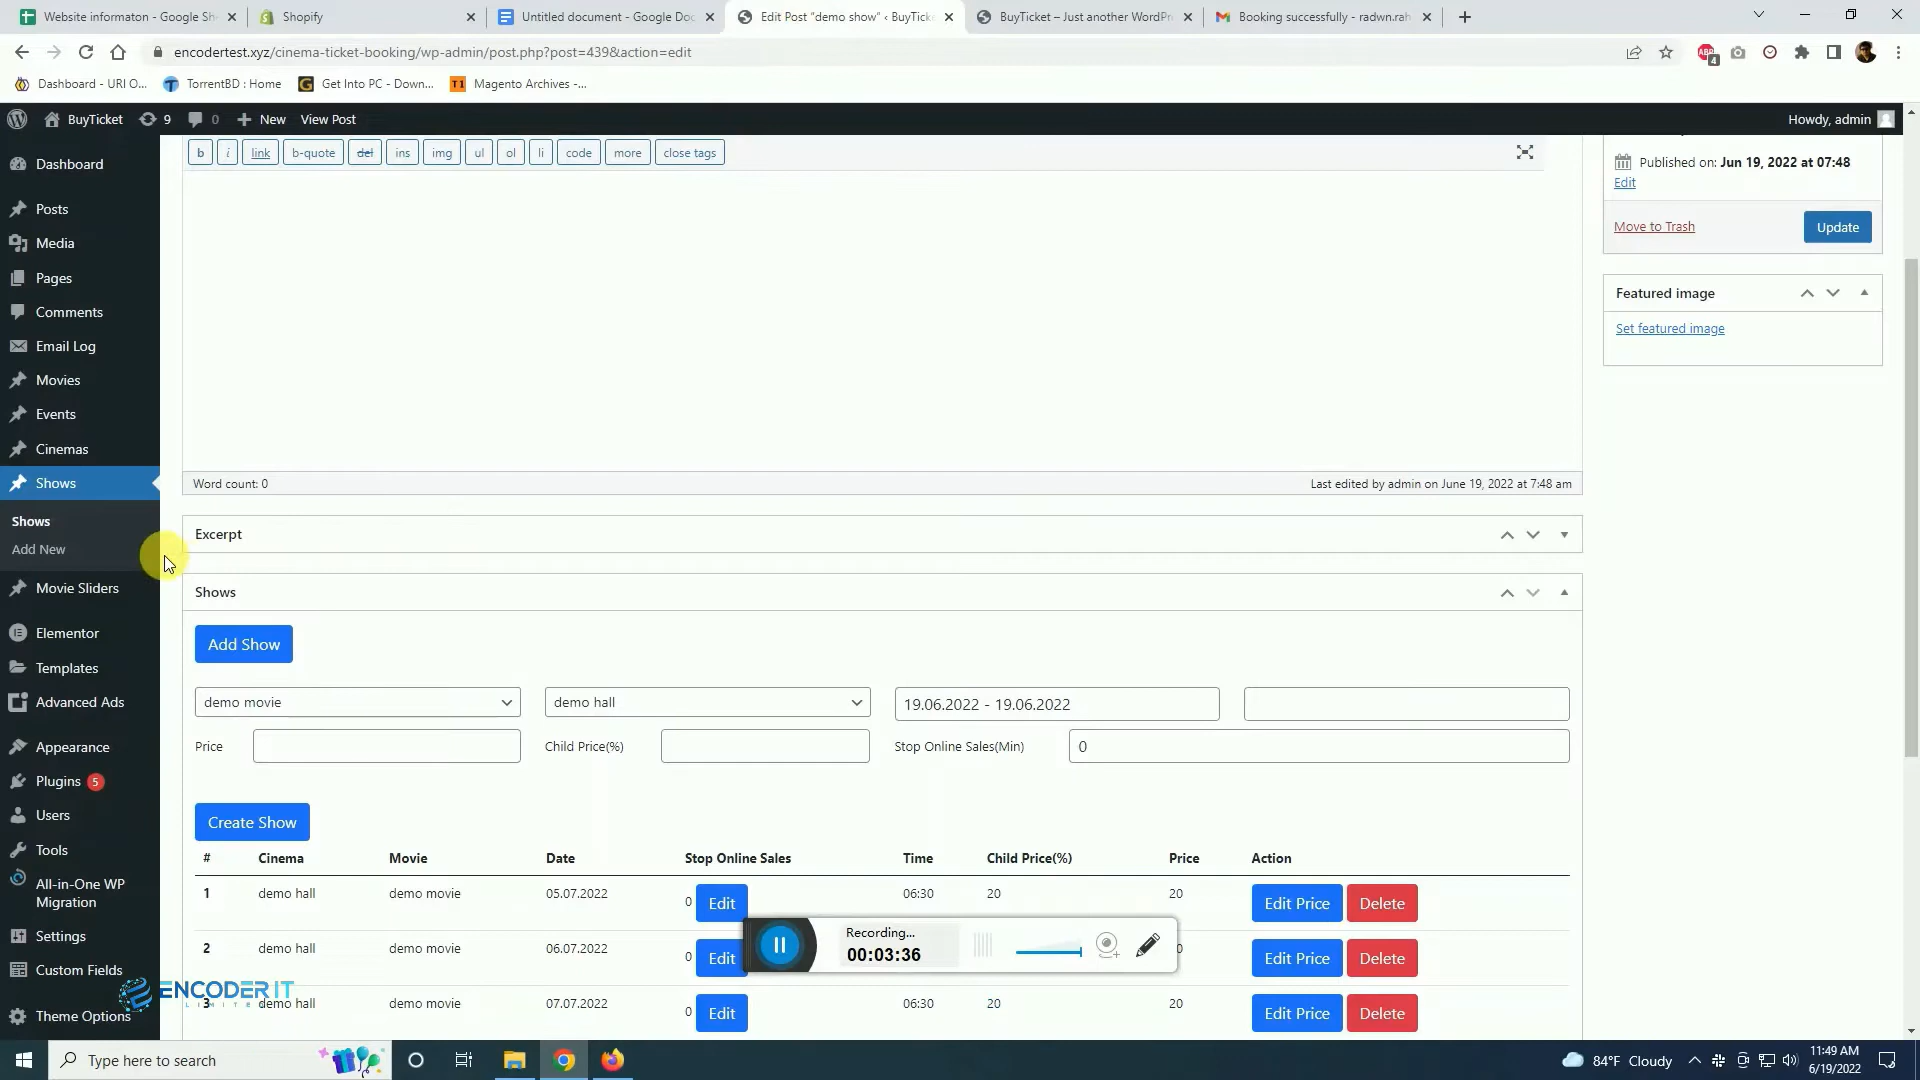 Website informaton - Google She
Shopify
Untitled document - Google Doc
Edit Post "demo show" ‹ BuyTicke
BuyTicket – Just another WordPr
Booking successfully - radwn.rah
encodertest.xyz/cinema-ticket-booking/wp-admin/post.php?post=439&action=edit
ABP 4
Dashboard - URI O...
TorrentBD : Home
Get Into PC - Down...
T1 Magento Archives -...
BuyTicket
9
0
New
View Post
Howdy, admin
Dashboard
Posts
Media
Pages
Comments
Email Log
Movies
Events
Cinemas
Shows
Shows
Add New
Movie Sliders
Elementor
Templates
Advanced Ads
Appearance
Plugins 5
Users
Tools
All-in-One WP
Migration
Settings
Custom Fields
Theme Options
b i link b-quote del ins img ul ol li code more close tags
Word count: 0
Last edited by admin on June 19, 2022 at 7:48 am
Published on: Jun 19, 2022 at 07:48
Edit
Move to Trash
Update
Featured image
Set featured image
Excerpt
Shows
Add Show
demo movie
demo hall
19.06.2022 - 19.06.2022
Price
Child Price(%)
Stop Online Sales(Min)
0
Create Show
# Cinema Movie Date Stop Online Sales Time Child Price(%) Price Action
1 demo hall demo movie 05.07.2022 0 Edit 06:30 20 20 Edit Price Delete
2 demo hall demo movie 06.07.2022 0 Edit Edit Price Delete
3 demo hall demo movie 07.07.2022 0 Edit 06:30 20 20 Edit Price Delete
Recording...
00:03:36
ENCODER IT
LIMITED
Type here to search
84°F Cloudy
11:49 AM
6/19/2022